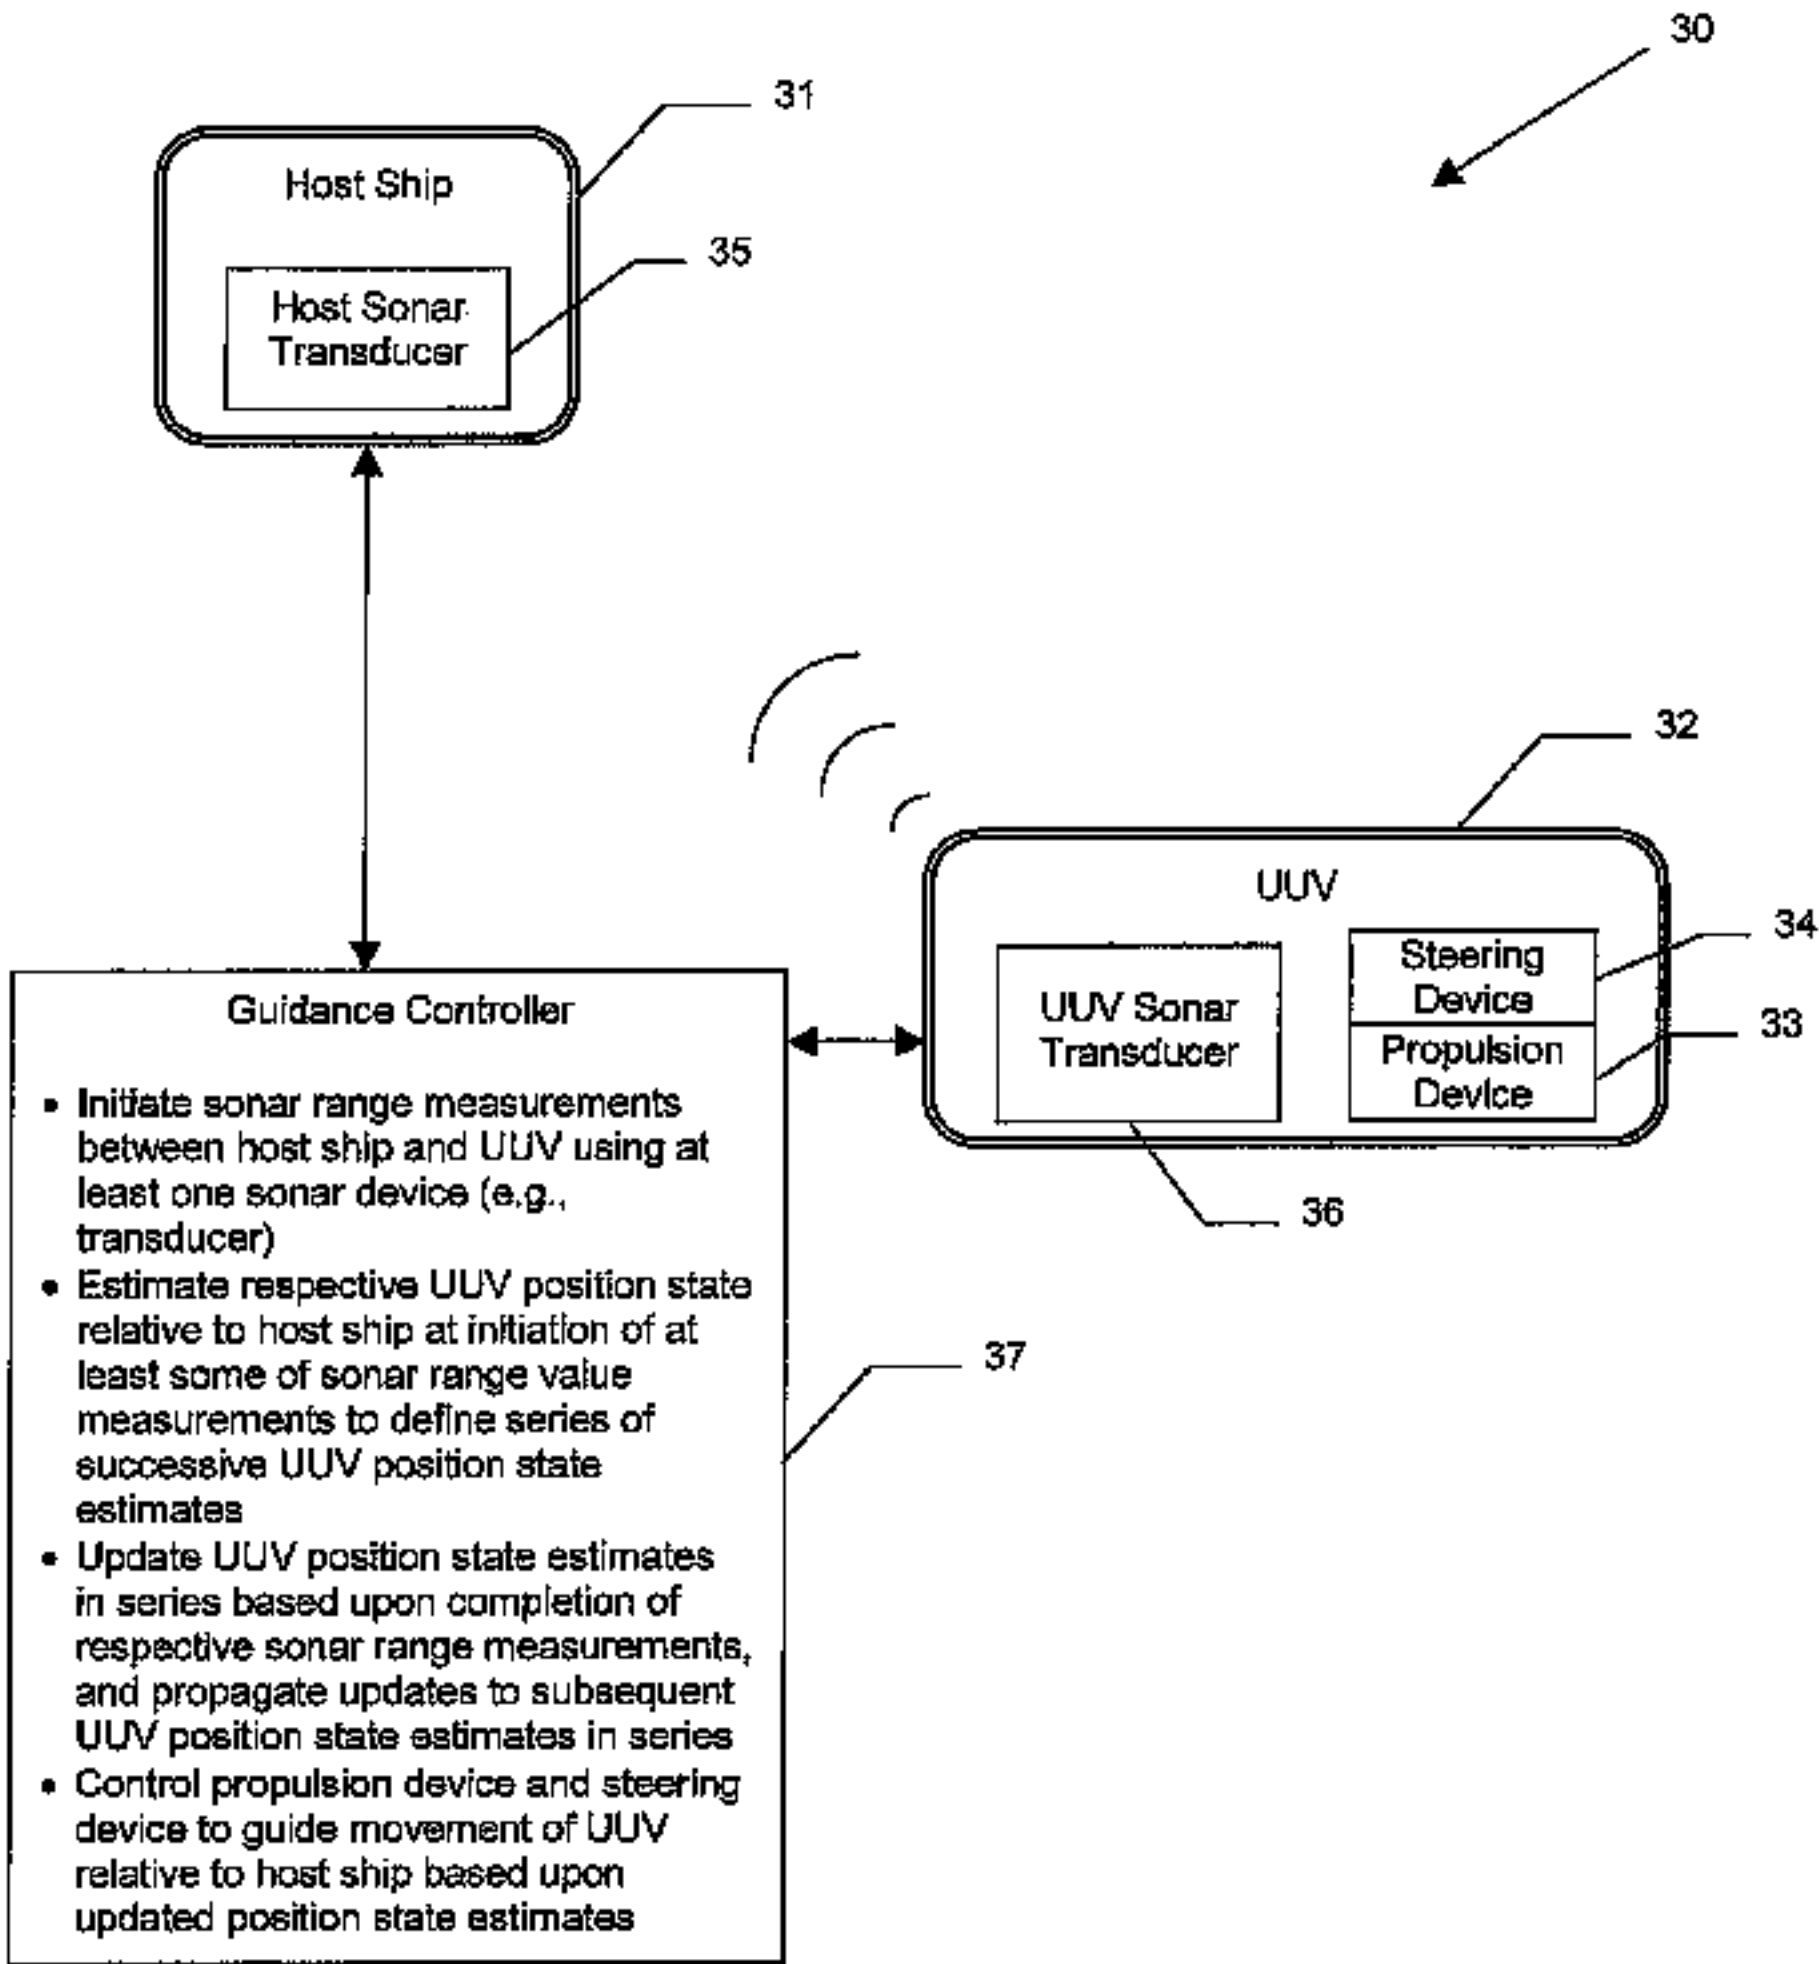 30
31
Host Ship
35
Host Sonar
Transducer
32
UUV
34
Steering
Device
UUV Sonar
Transducer
33
Propulsion
Device
36
Guidance Controller
• Initiate sonar range measurements
between host ship and UUV using at
least one sonar device (e.g.,
transducer)
• Estimate respective UUV position state
relative to host ship at initiation of at
least some of sonar range value
measurements to define series of
successive UUV position state
estimates
37
• Update UUV position state estimates
in series based upon completion of
respective sonar range measurements,
and propagate updates to subsequent
UUV position state estimates in series
• Control propulsion device and steering
device to guide movement of UUV
relative to host ship based upon
updated position state estimates